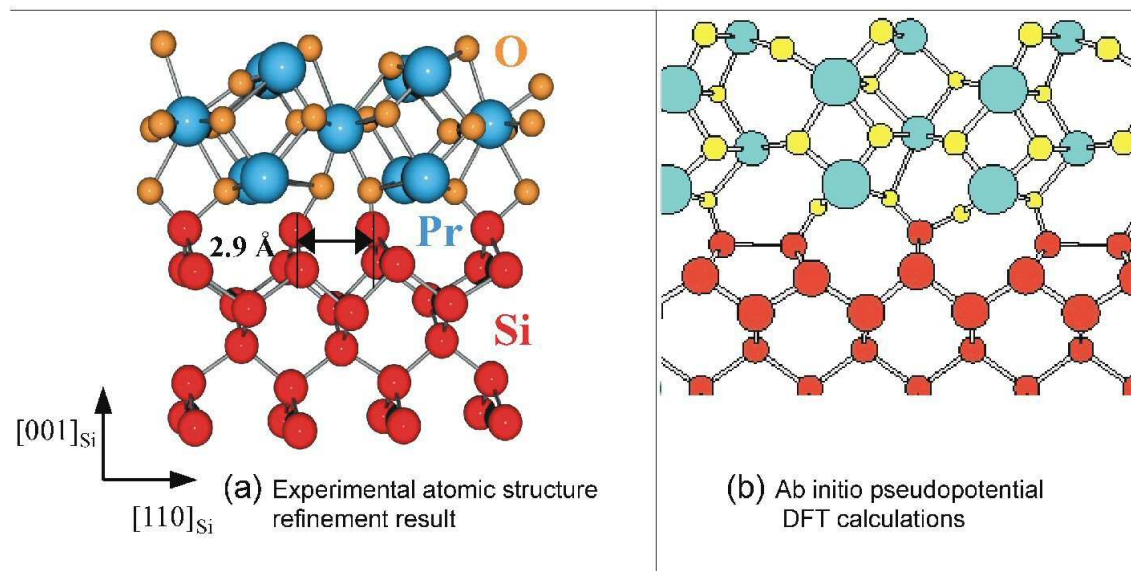 O
2.9 Å
Pr
Si
[001]Si
[110]Si
(a) Experimental atomic structure
refinement result
(b) Ab initio pseudopotential
DFT calculations